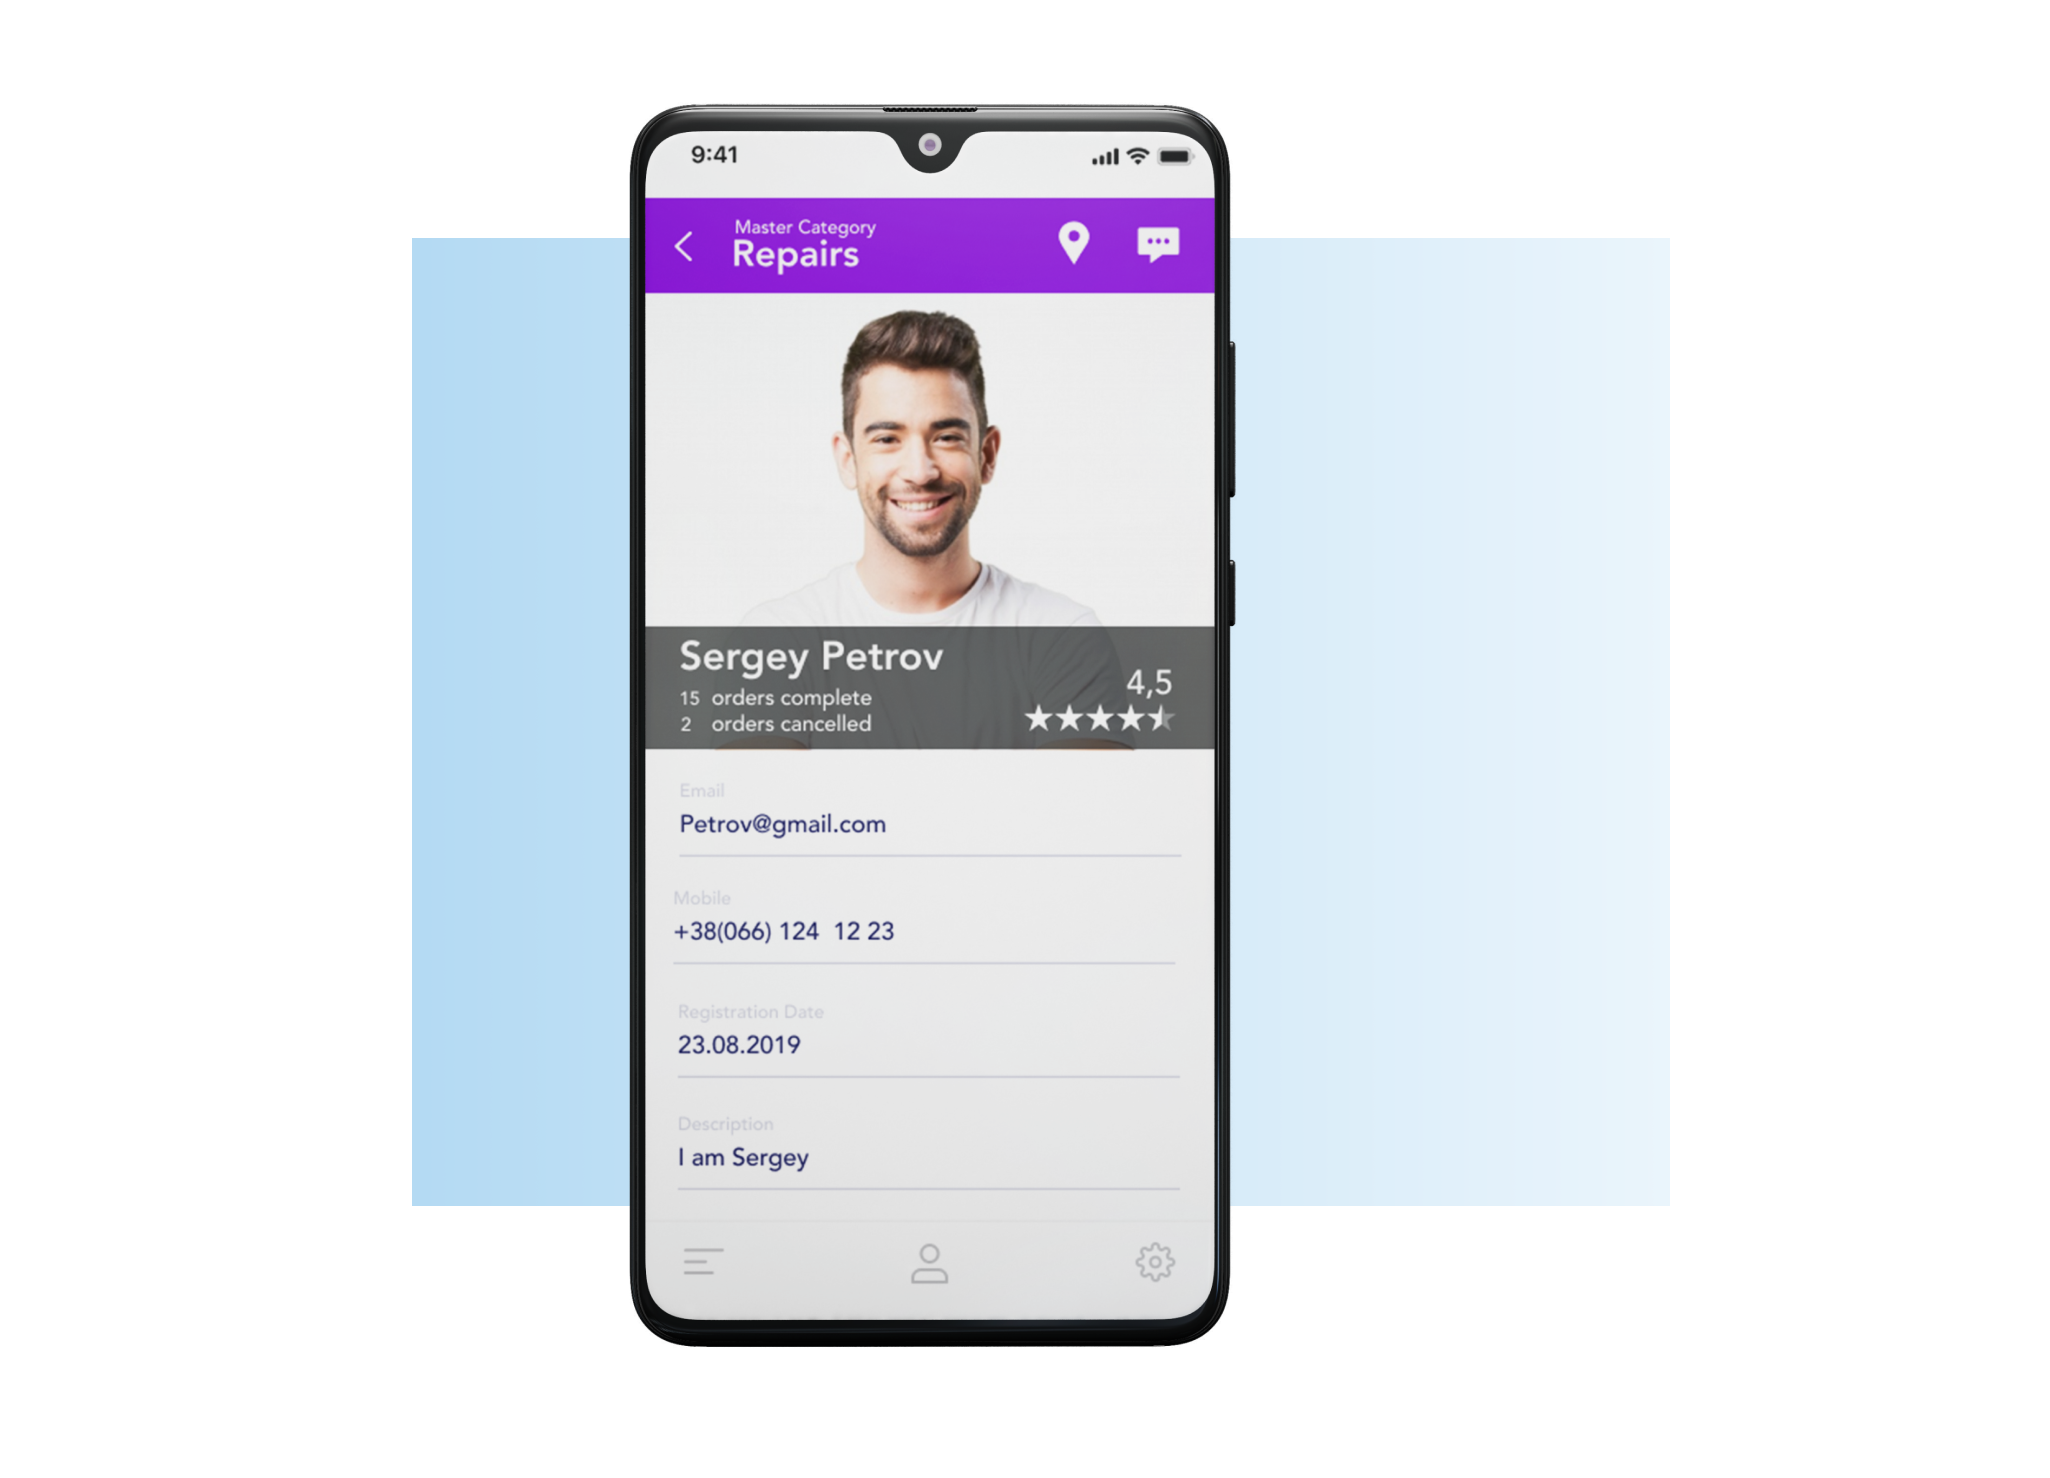 9:41
Master Category
Repairs
Sergey Petrov
15 orders complete
2 orders cancelled
4,5
Email
Petrov@gmail.com
Mobile
+38(066) 124 12 23
Registration Date
23.08.2019
Description
I am Sergey